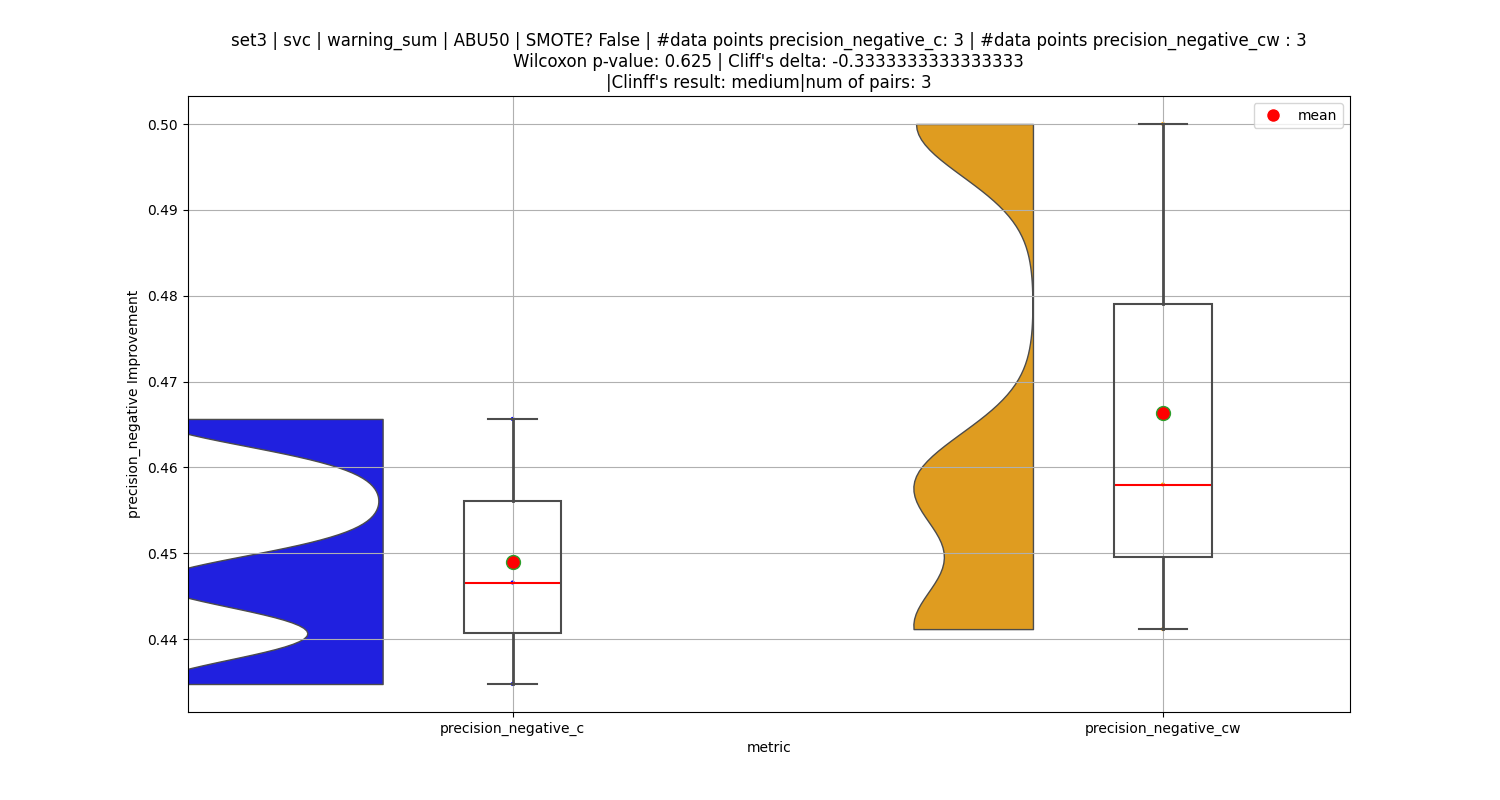 set3 | svc | warning_sum | ABU50 | SMOTE? False | #data points precision_negative_c: 3 | #data points precision_negative_cw : 3
Wilcoxon p-value: 0.625 | Cliff's delta: -0.3333333333333333
|Clinff's result: medium|num of pairs: 3
mean
0.50
0.49
0.48
0.47
0.46
0.45
0.44
precision_negative Improvement
precision_negative_c
precision_negative_cw
metric